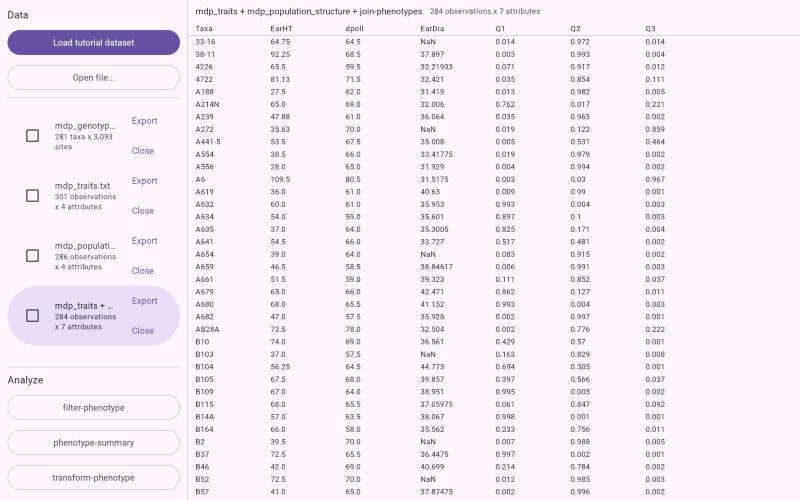 Data
Load tutorial dataset
Open file...
mdp_genotyp...
281 taxa x 3,093
sites
Export
Close
mdp_traits.txt
301 observations
x 4 attributes
Export
Close
mdp_populati...
286 observations
x 4 attributes
Export
Close
mdp_traits + ...
284 observations
x 7 attributes
Export
Close
Analyze
filter-phenotype
phenotype-summary
transform-phenotype
mdp_traits + mdp_population_structure + join-phenotypes 284 observations x 7 attributes
Taxa EarHT dpoll EarDia Q1 Q2 Q3
33-16 64.75 64.5 NaN 0.014 0.972 0.014
38-11 92.25 68.5 37.897 0.003 0.993 0.004
4226 65.5 59.5 32.21933 0.071 0.917 0.012
4722 81.13 71.5 32.421 0.035 0.854 0.111
A188 27.5 62.0 31.419 0.013 0.982 0.005
A214N 65.0 69.0 32.006 0.762 0.017 0.221
A239 47.88 61.0 36.064 0.035 0.963 0.002
A272 35.63 70.0 NaN 0.019 0.122 0.859
A441-5 53.5 67.5 35.008 0.005 0.531 0.464
A554 38.5 66.0 33.41775 0.019 0.979 0.002
A556 28.0 65.0 31.929 0.004 0.994 0.002
A6 109.5 80.5 31.5175 0.003 0.03 0.967
A619 36.0 61.0 40.63 0.009 0.99 0.001
A632 60.0 61.0 35.953 0.993 0.004 0.003
A634 54.0 59.0 35.601 0.897 0.1 0.003
A635 37.0 64.0 35.3005 0.825 0.171 0.004
A641 54.5 66.0 33.727 0.517 0.481 0.002
A654 39.0 64.0 NaN 0.083 0.915 0.002
A659 46.5 58.5 38.84617 0.006 0.991 0.003
A661 51.5 59.0 39.323 0.111 0.852 0.037
A679 65.0 66.0 42.471 0.862 0.127 0.011
A680 68.0 65.5 41.152 0.993 0.004 0.003
A682 47.0 57.5 35.928 0.002 0.997 0.001
AB28A 73.5 78.0 32.504 0.002 0.776 0.222
B10 74.0 69.0 36.561 0.429 0.57 0.001
B103 37.0 57.5 NaN 0.163 0.829 0.008
B104 56.25 64.5 44.773 0.694 0.305 0.001
B105 67.5 68.0 39.857 0.397 0.566 0.037
B109 67.0 64.0 38.951 0.995 0.003 0.002
B115 68.0 65.5 37.05975 0.061 0.847 0.092
B14A 57.0 63.5 38.067 0.998 0.001 0.001
B164 66.0 58.0 35.562 0.233 0.756 0.011
B2 39.5 70.0 NaN 0.007 0.988 0.005
B37 72.5 65.5 36.4475 0.997 0.002 0.001
B46 42.0 69.0 40.699 0.214 0.784 0.002
B52 72.5 70.0 NaN 0.012 0.985 0.003
B57 41.0 65.0 37.87475 0.002 0.996 0.002